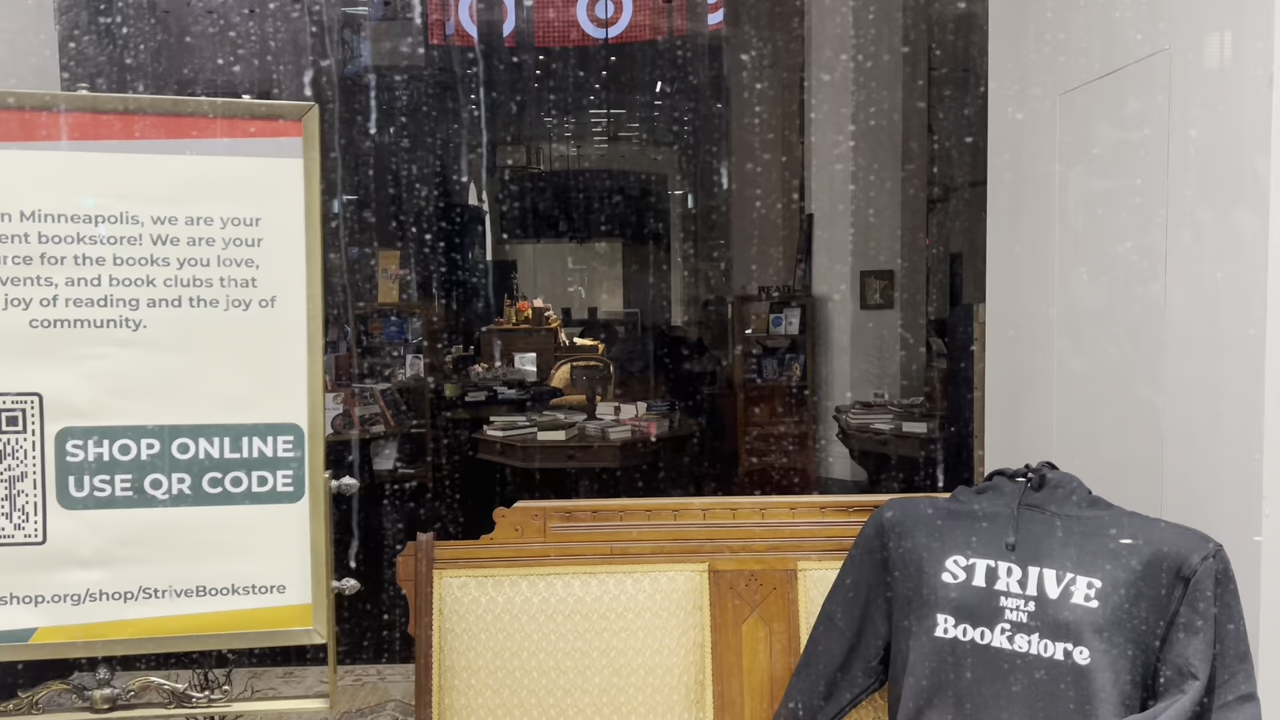 n Minneapolis, we are your
ent bookstore! We are your
rce for the books you love,
vents, and book clubs that
joy of reading and the joy of
community.
SHOP ONLINE
USE QR CODE
shop.org/shop/StriveBookstore
READ
STRIVE
MPLS
MN
Bookstore